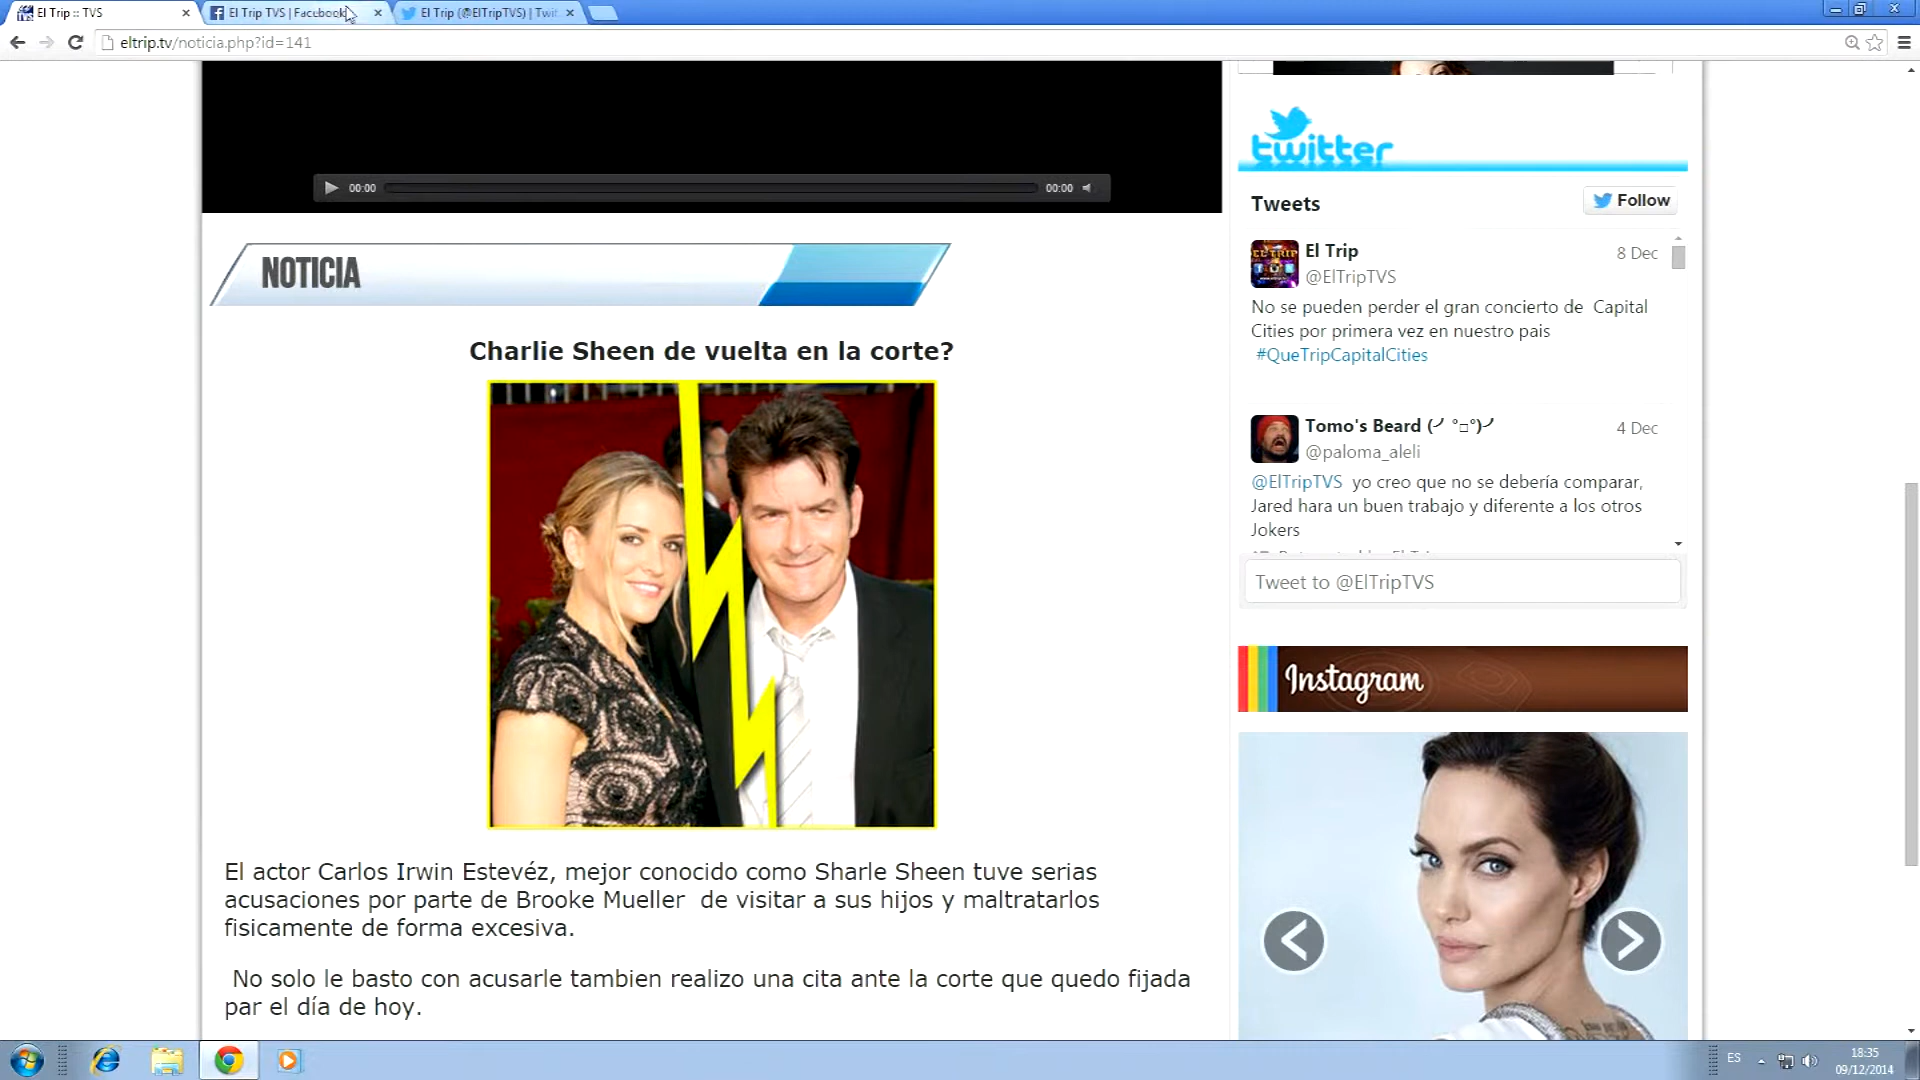 El Trip :: TVS
El Trip TVS | Facebook
El Trip (@ElTripTVS) | Twit
eltrip.tv/noticia.php?id=141
00:00
00:00
NOTICIA
Charlie Sheen de vuelta en la corte?
El actor Carlos Irwin Estevéz, mejor conocido como Sharle Sheen tuve serias
acusaciones por parte de Brooke Mueller de visitar a sus hijos y maltratarlos
fisicamente de forma excesiva.
No solo le basto con acusarle tambien realizo una cita ante la corte que quedo fijada
par el día de hoy.
twitter
Tweets
Follow
EL TRIP
El Trip
8 Dec
@ElTripTVS
No se pueden perder el gran concierto de Capital
Cities por primera vez en nuestro pais
#QueTripCapitalCities
Tomo's Beard (╯°□°)╯
4 Dec
@paloma_aleli
@ElTripTVS yo creo que no se debería comparar,
Jared hara un buen trabajo y diferente a los otros
Jokers
Tweet to @ElTripTVS
Instagram
ES
18:35
09/12/2014